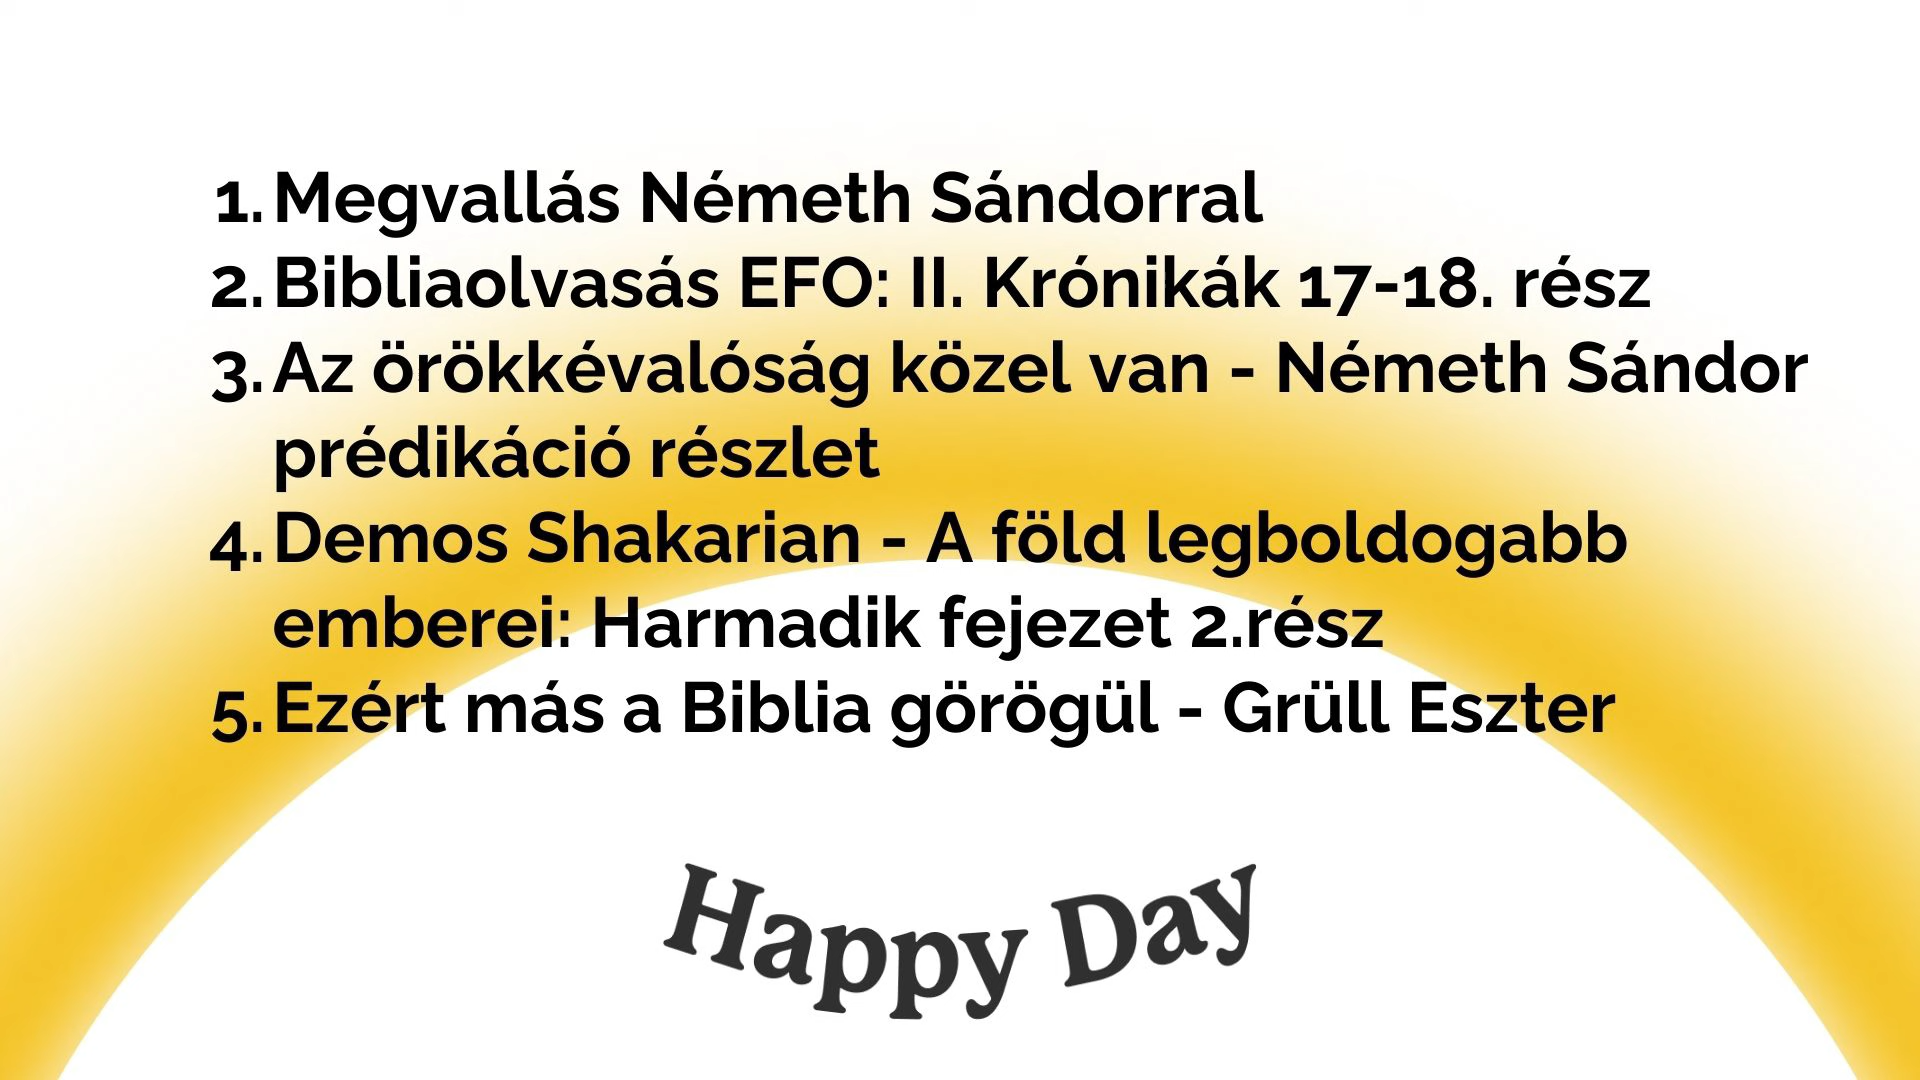 1. Megvallás Németh Sándorral
2. Bibliaolvasás EFO: II. Krónikák 17-18. rész
3. Az örökkévalóság közel van - Németh Sándor
prédikáció részlet
4. Demos Shakarian - A föld legboldogabb
emberei: Harmadik fejezet 2.rész
5. Ezért más a Biblia görögül - Grüll Eszter
Happy Day